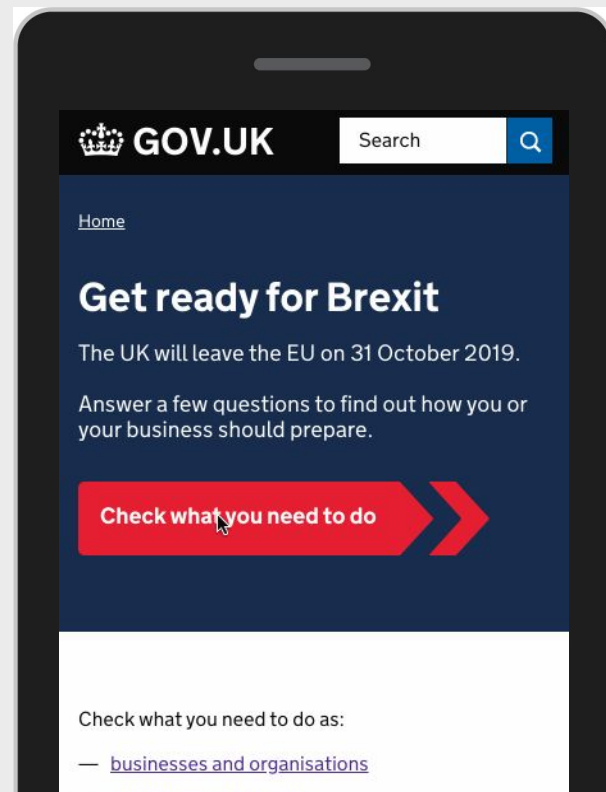 GOV.UK
Search
Home
Get ready for Brexit
The UK will leave the EU on 31 October 2019.
Answer a few questions to find out how you or
your business should prepare.
Check what you need to do
Check what you need to do as:
— businesses and organisations